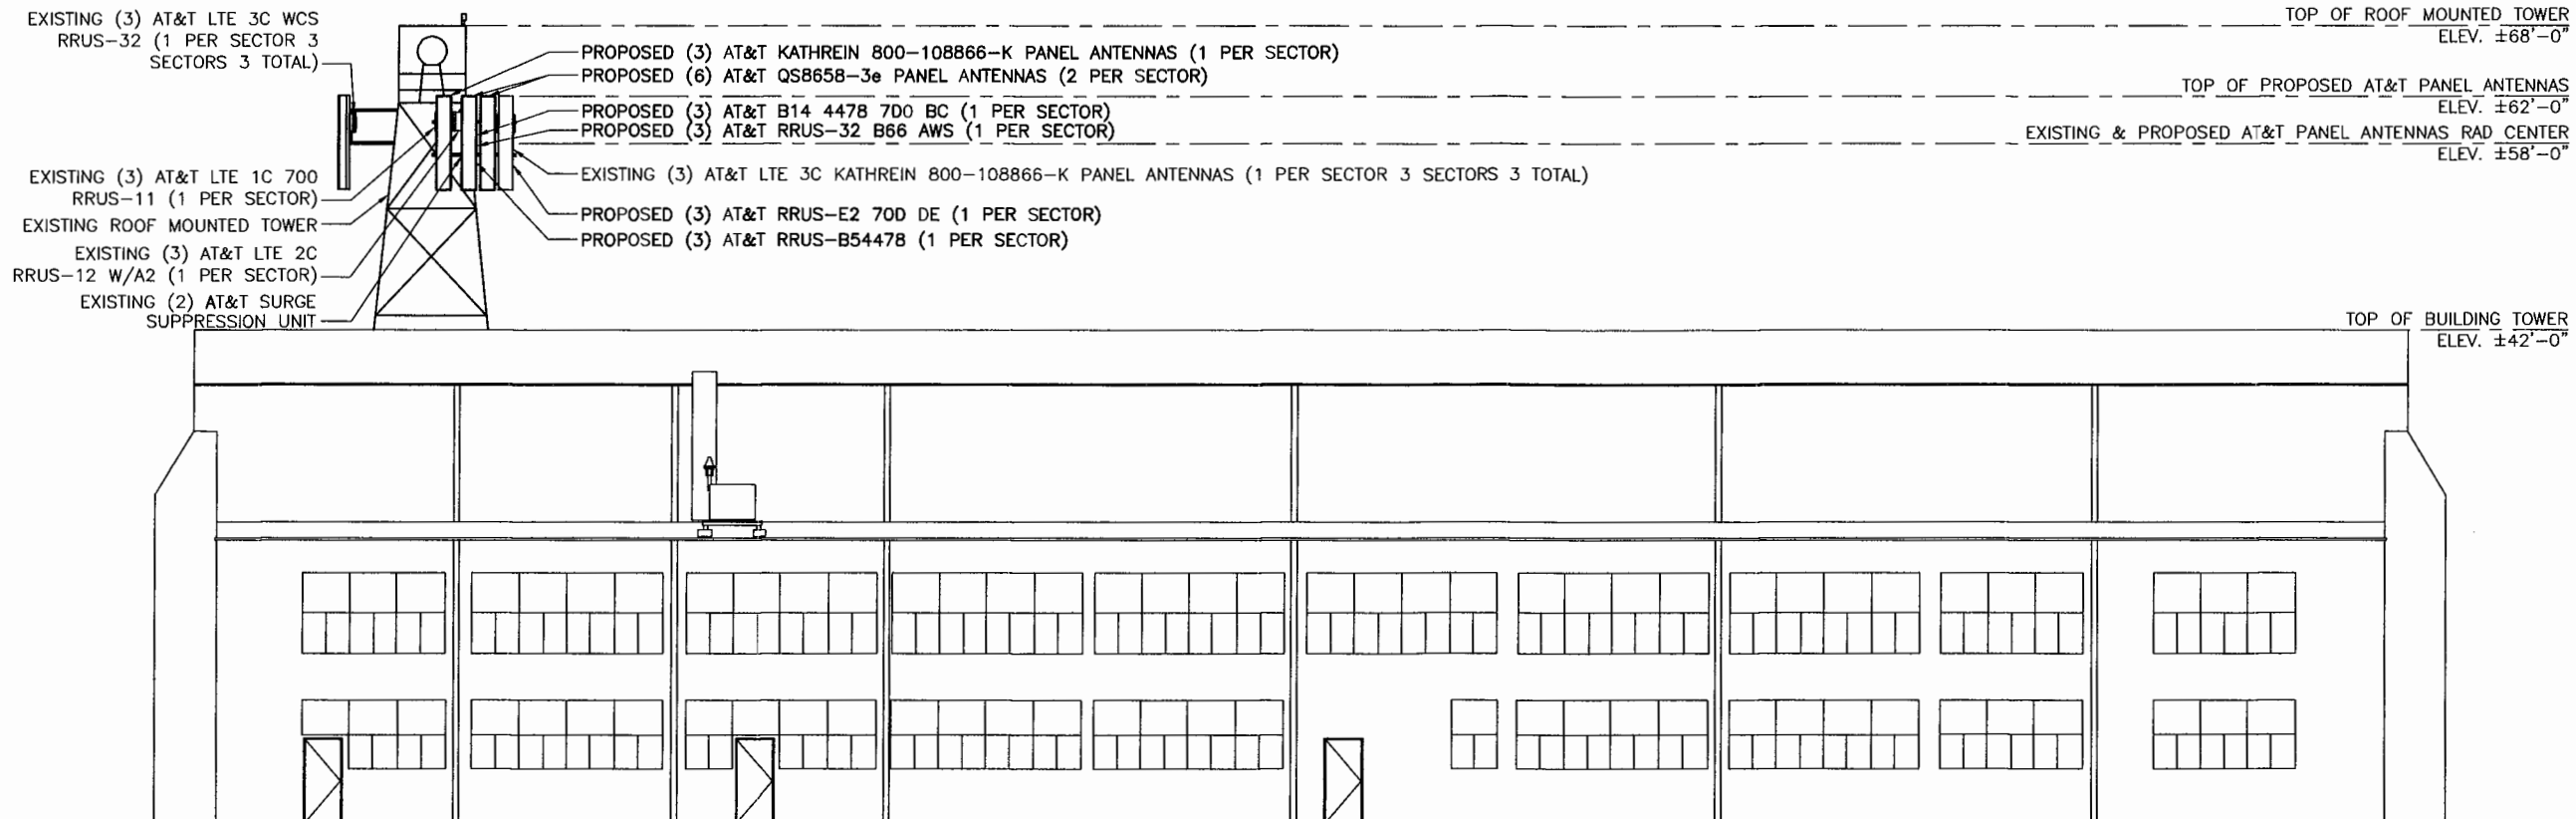 EXISTING (3) AT&T LTE 3C WCS
RRUS-32 (1 PER SECTOR 3
SECTORS 3 TOTAL)
EXISTING (3) AT&T LTE 1C 700
RRUS-11 (1 PER SECTOR)
EXISTING ROOF MOUNTED TOWER
EXISTING (3) AT&T LTE 2C
RRUS-12 W/A2 (1 PER SECTOR)
EXISTING (2) AT&T SURGE
SUPPRESSION UNIT
PROPOSED (3) AT&T KATHREIN 800-108866-K PANEL ANTENNAS (1 PER SECTOR)
PROPOSED (6) AT&T QS8658-3e PANEL ANTENNAS (2 PER SECTOR)
PROPOSED (3) AT&T B14 4478 7D0 BC (1 PER SECTOR)
PROPOSED (3) AT&T RRUS-32 B66 AWS (1 PER SECTOR)
EXISTING (3) AT&T LTE 3C KATHREIN 800-108866-K PANEL ANTENNAS (1 PER SECTOR 3 SECTORS 3 TOTAL)
PROPOSED (3) AT&T RRUS-E2 70D DE (1 PER SECTOR)
PROPOSED (3) AT&T RRUS-B54478 (1 PER SECTOR)
TOP OF ROOF MOUNTED TOWER
ELEV. ±68'-0"
TOP OF PROPOSED AT&T PANEL ANTENNAS
ELEV. ±62'-0"
EXISTING & PROPOSED AT&T PANEL ANTENNAS RAD CENTER
ELEV. ±58'-0"
TOP OF BUILDING TOWER
ELEV. ±42'-0"